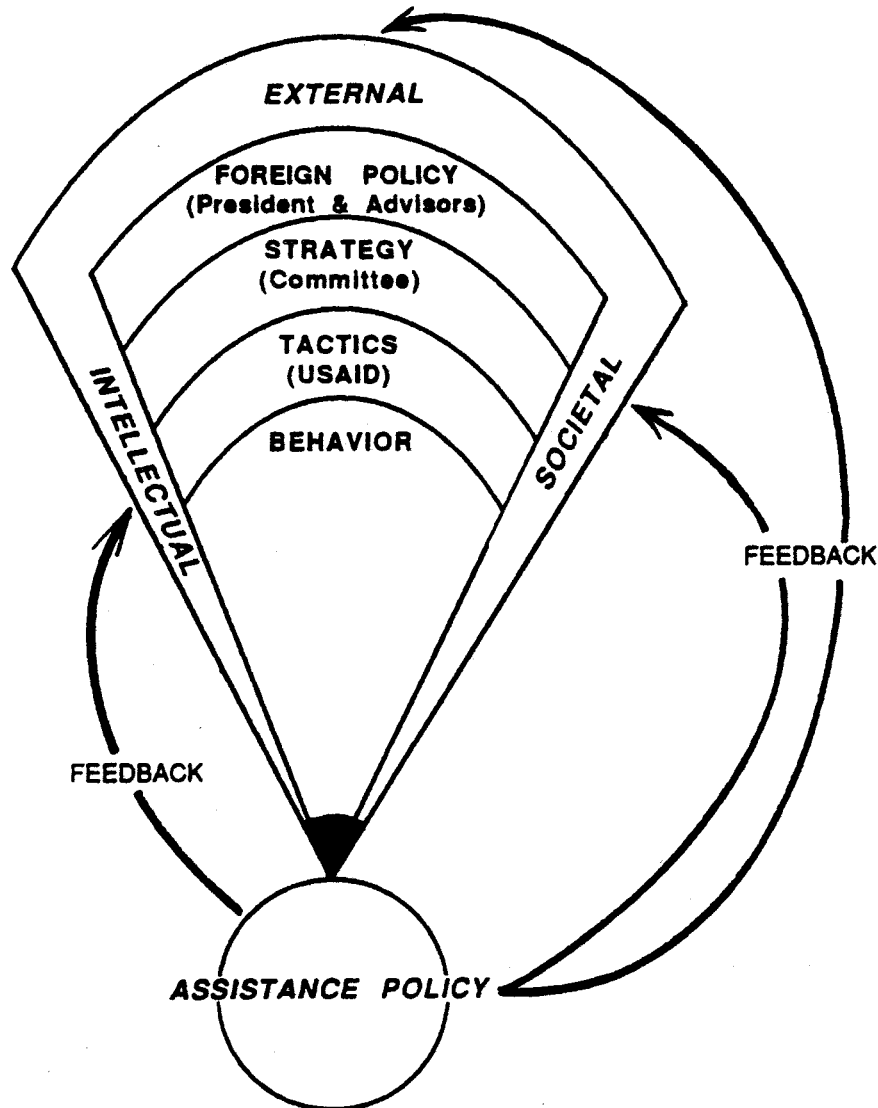 EXTERNAL
FOREIGN POLICY
(President & Advisors)
STRATEGY
(Committee)
TACTICS
(USAID)
BEHAVIOR
INTELLECTUAL
SOCIETAL
FEEDBACK
FEEDBACK
ASSISTANCE POLICY